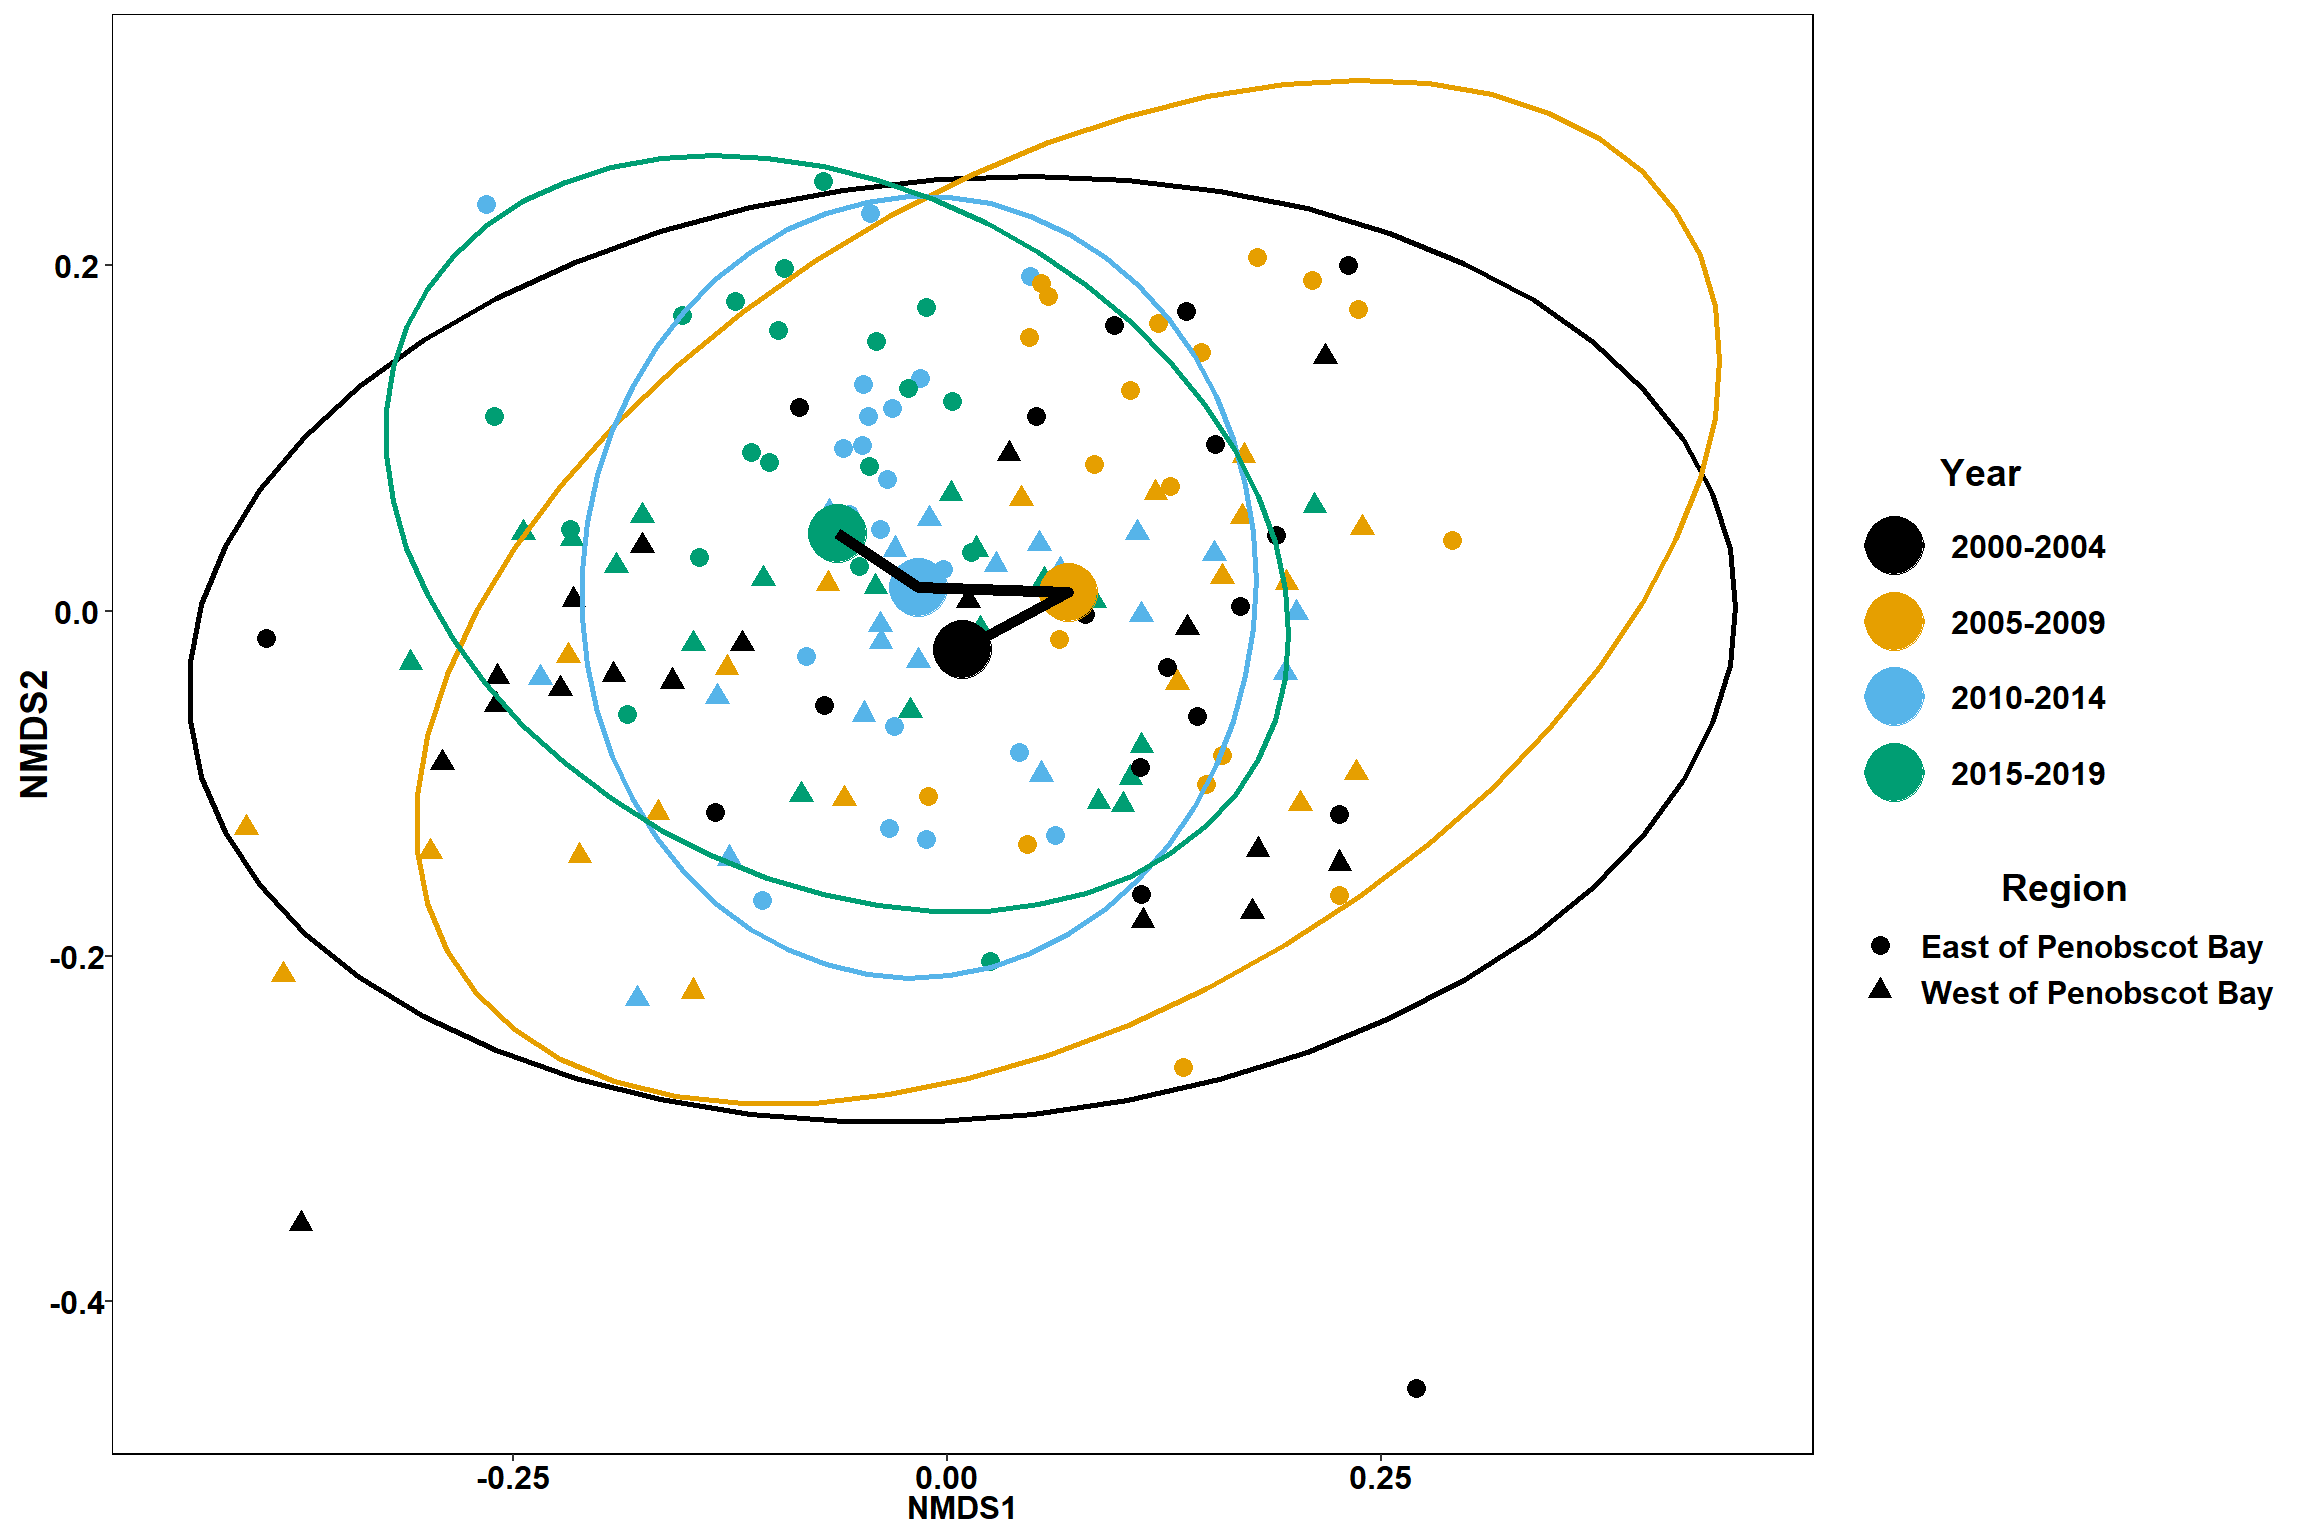 0.2
0.0
-0.2
-0.4
NMDS2
-0.25
0.00
0.25
NMDS1
Year
2000-2004
2005-2009
2010-2014
2015-2019
Region
East of Penobscot Bay
West of Penobscot Bay